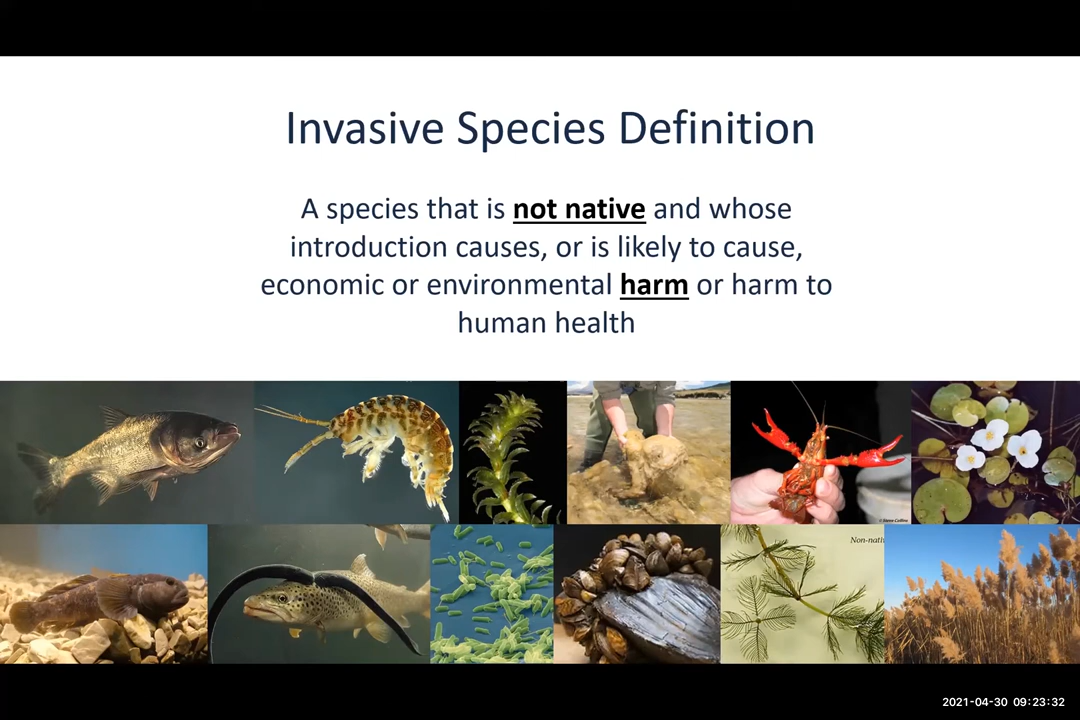 Invasive Species Definition
A species that is not native and whose
introduction causes, or is likely to cause,
economic or environmental harm or harm to
human health
Non-nati
2021-04-30 09:23:32